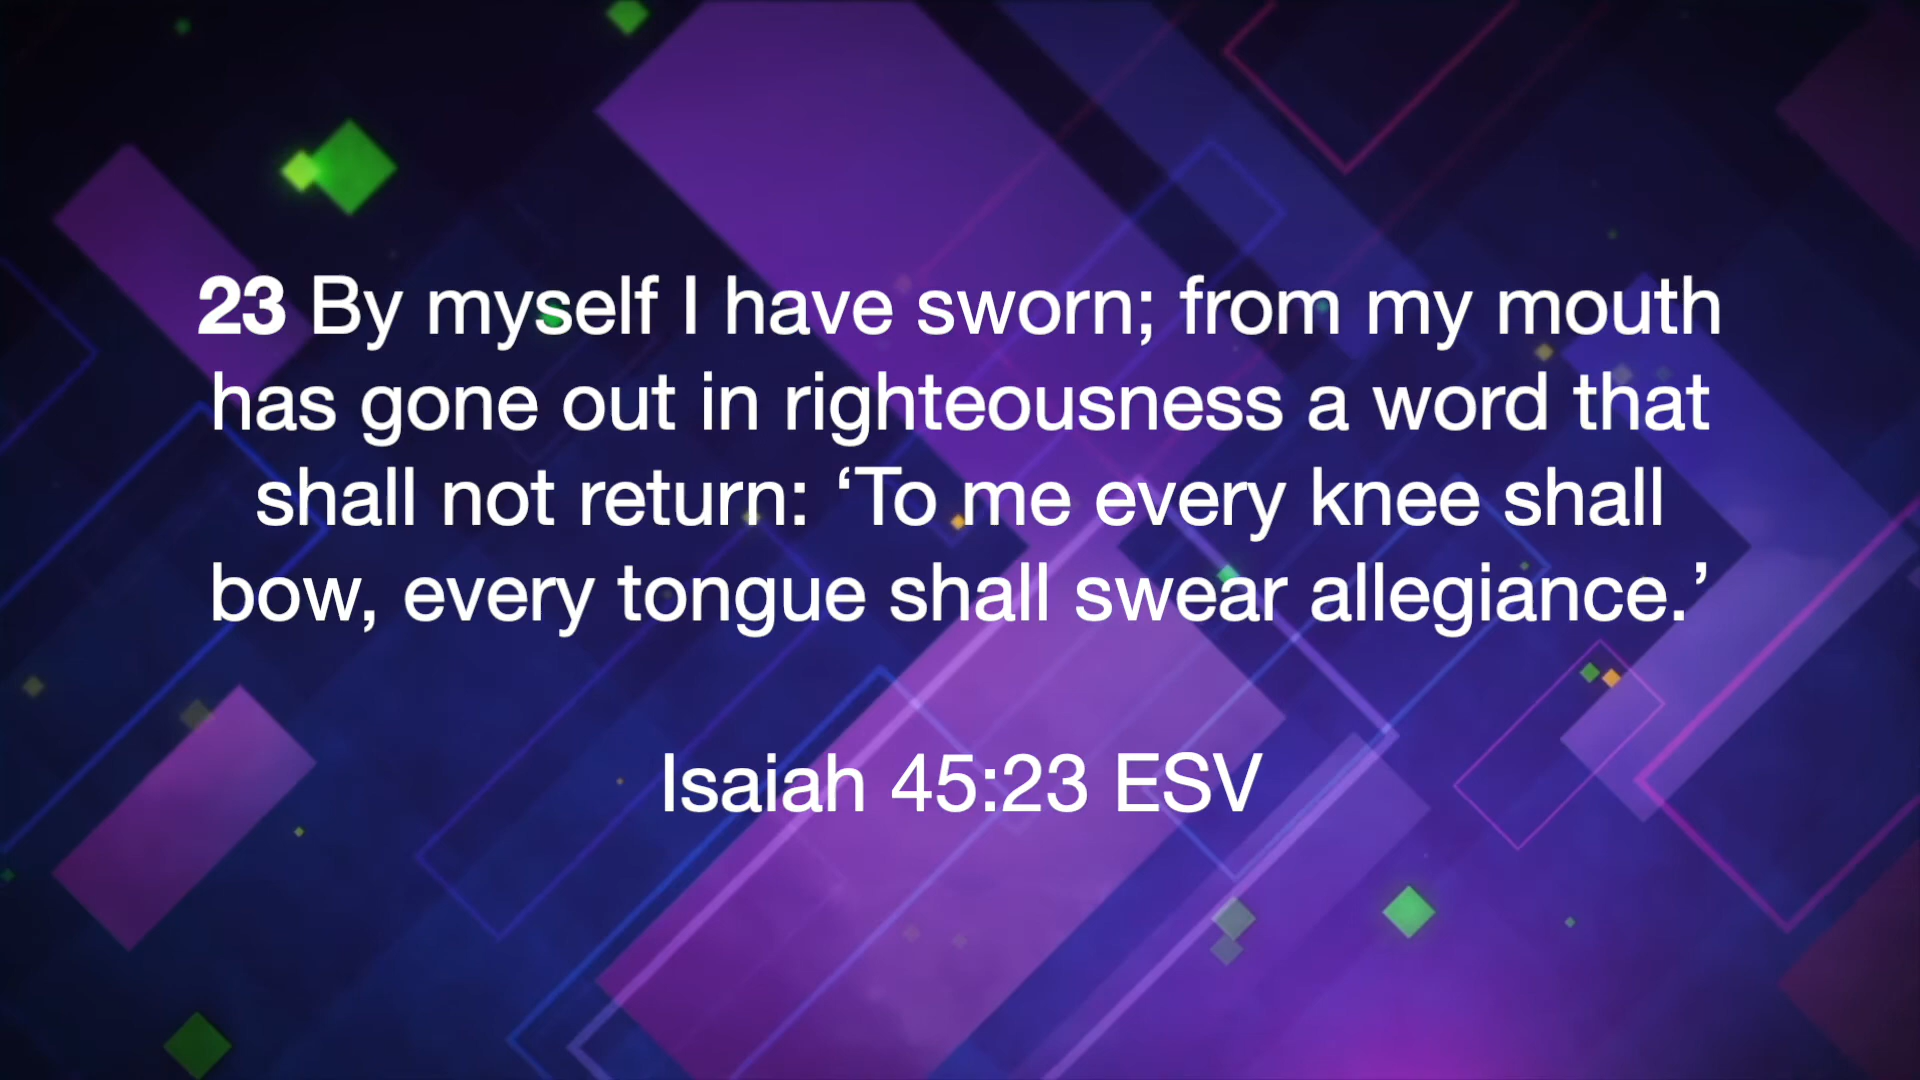 23 By myself I have sworn; from my mouth
has gone out in righteousness a word that
shall not return: ‘To me every knee shall
bow, every tongue shall swear allegiance.’
Isaiah 45:23 ESV